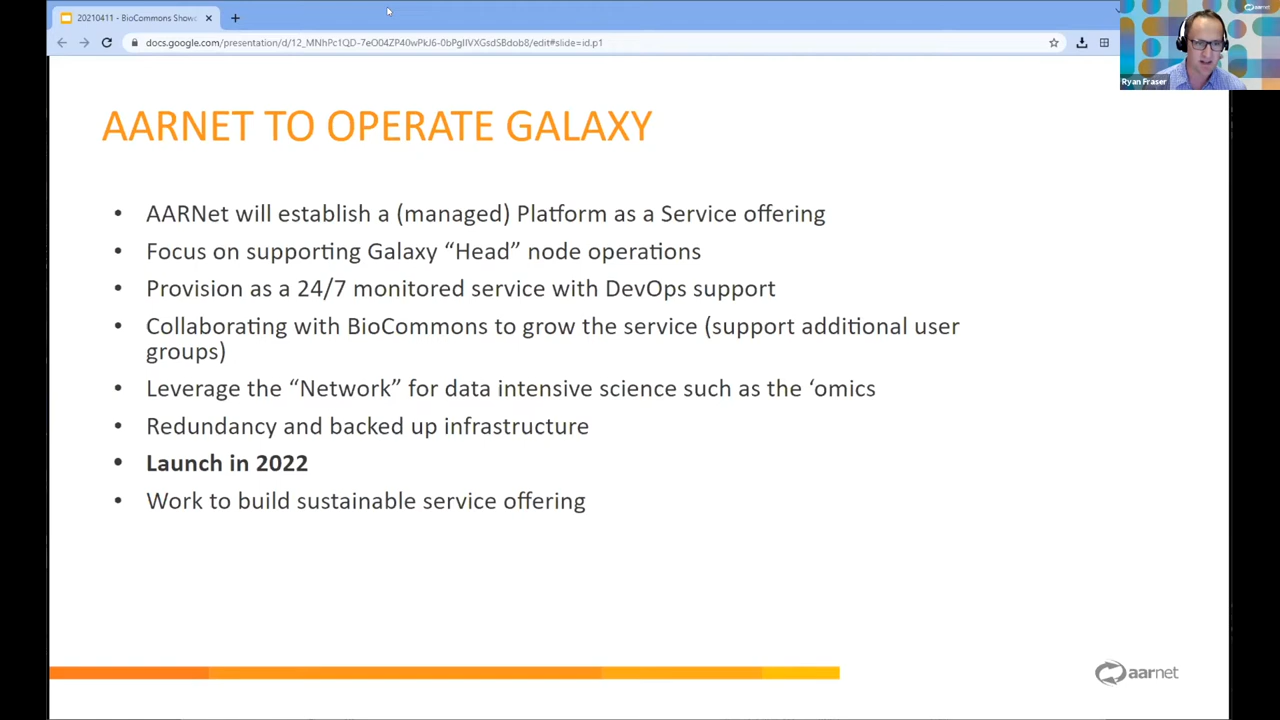 20210411 - BioCommons Showc
docs.google.com/presentation/d/12_MNhPc1QD-7eO04ZP40wPkJ6-0bPgIIVXGsdSBdob8/edit#slide=id.p1
aarnet
Ryan Fraser
AARNET TO OPERATE GALAXY
• AARNet will establish a (managed) Platform as a Service offering
• Focus on supporting Galaxy “Head” node operations
• Provision as a 24/7 monitored service with DevOps support
• Collaborating with BioCommons to grow the service (support additional user
groups)
• Leverage the “Network” for data intensive science such as the ‘omics
• Redundancy and backed up infrastructure
• Launch in 2022
• Work to build sustainable service offering
aarnet